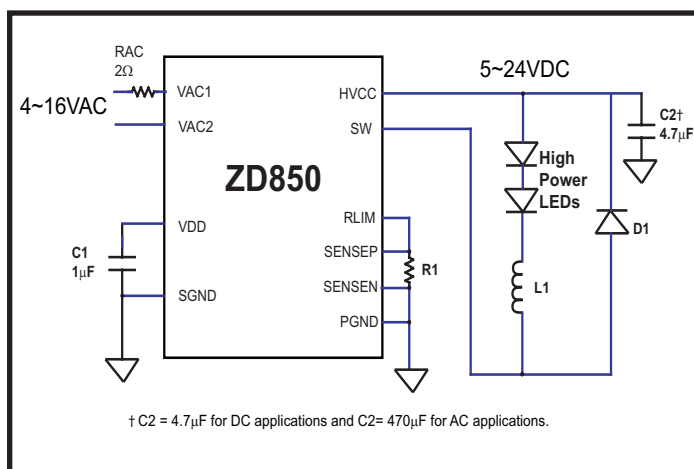 RAC
2Ω
4~16VAC
VAC1
VAC2
ZD850
HVCC
SW
5~24VDC
C2†
4.7μF
High
Power
LEDs
D1
L1
VDD
C1
1μF
SGND
RLIM
SENSEP
R1
SENSEN
PGND
† C2 = 4.7μF for DC applications and C2= 470μF for AC applications.